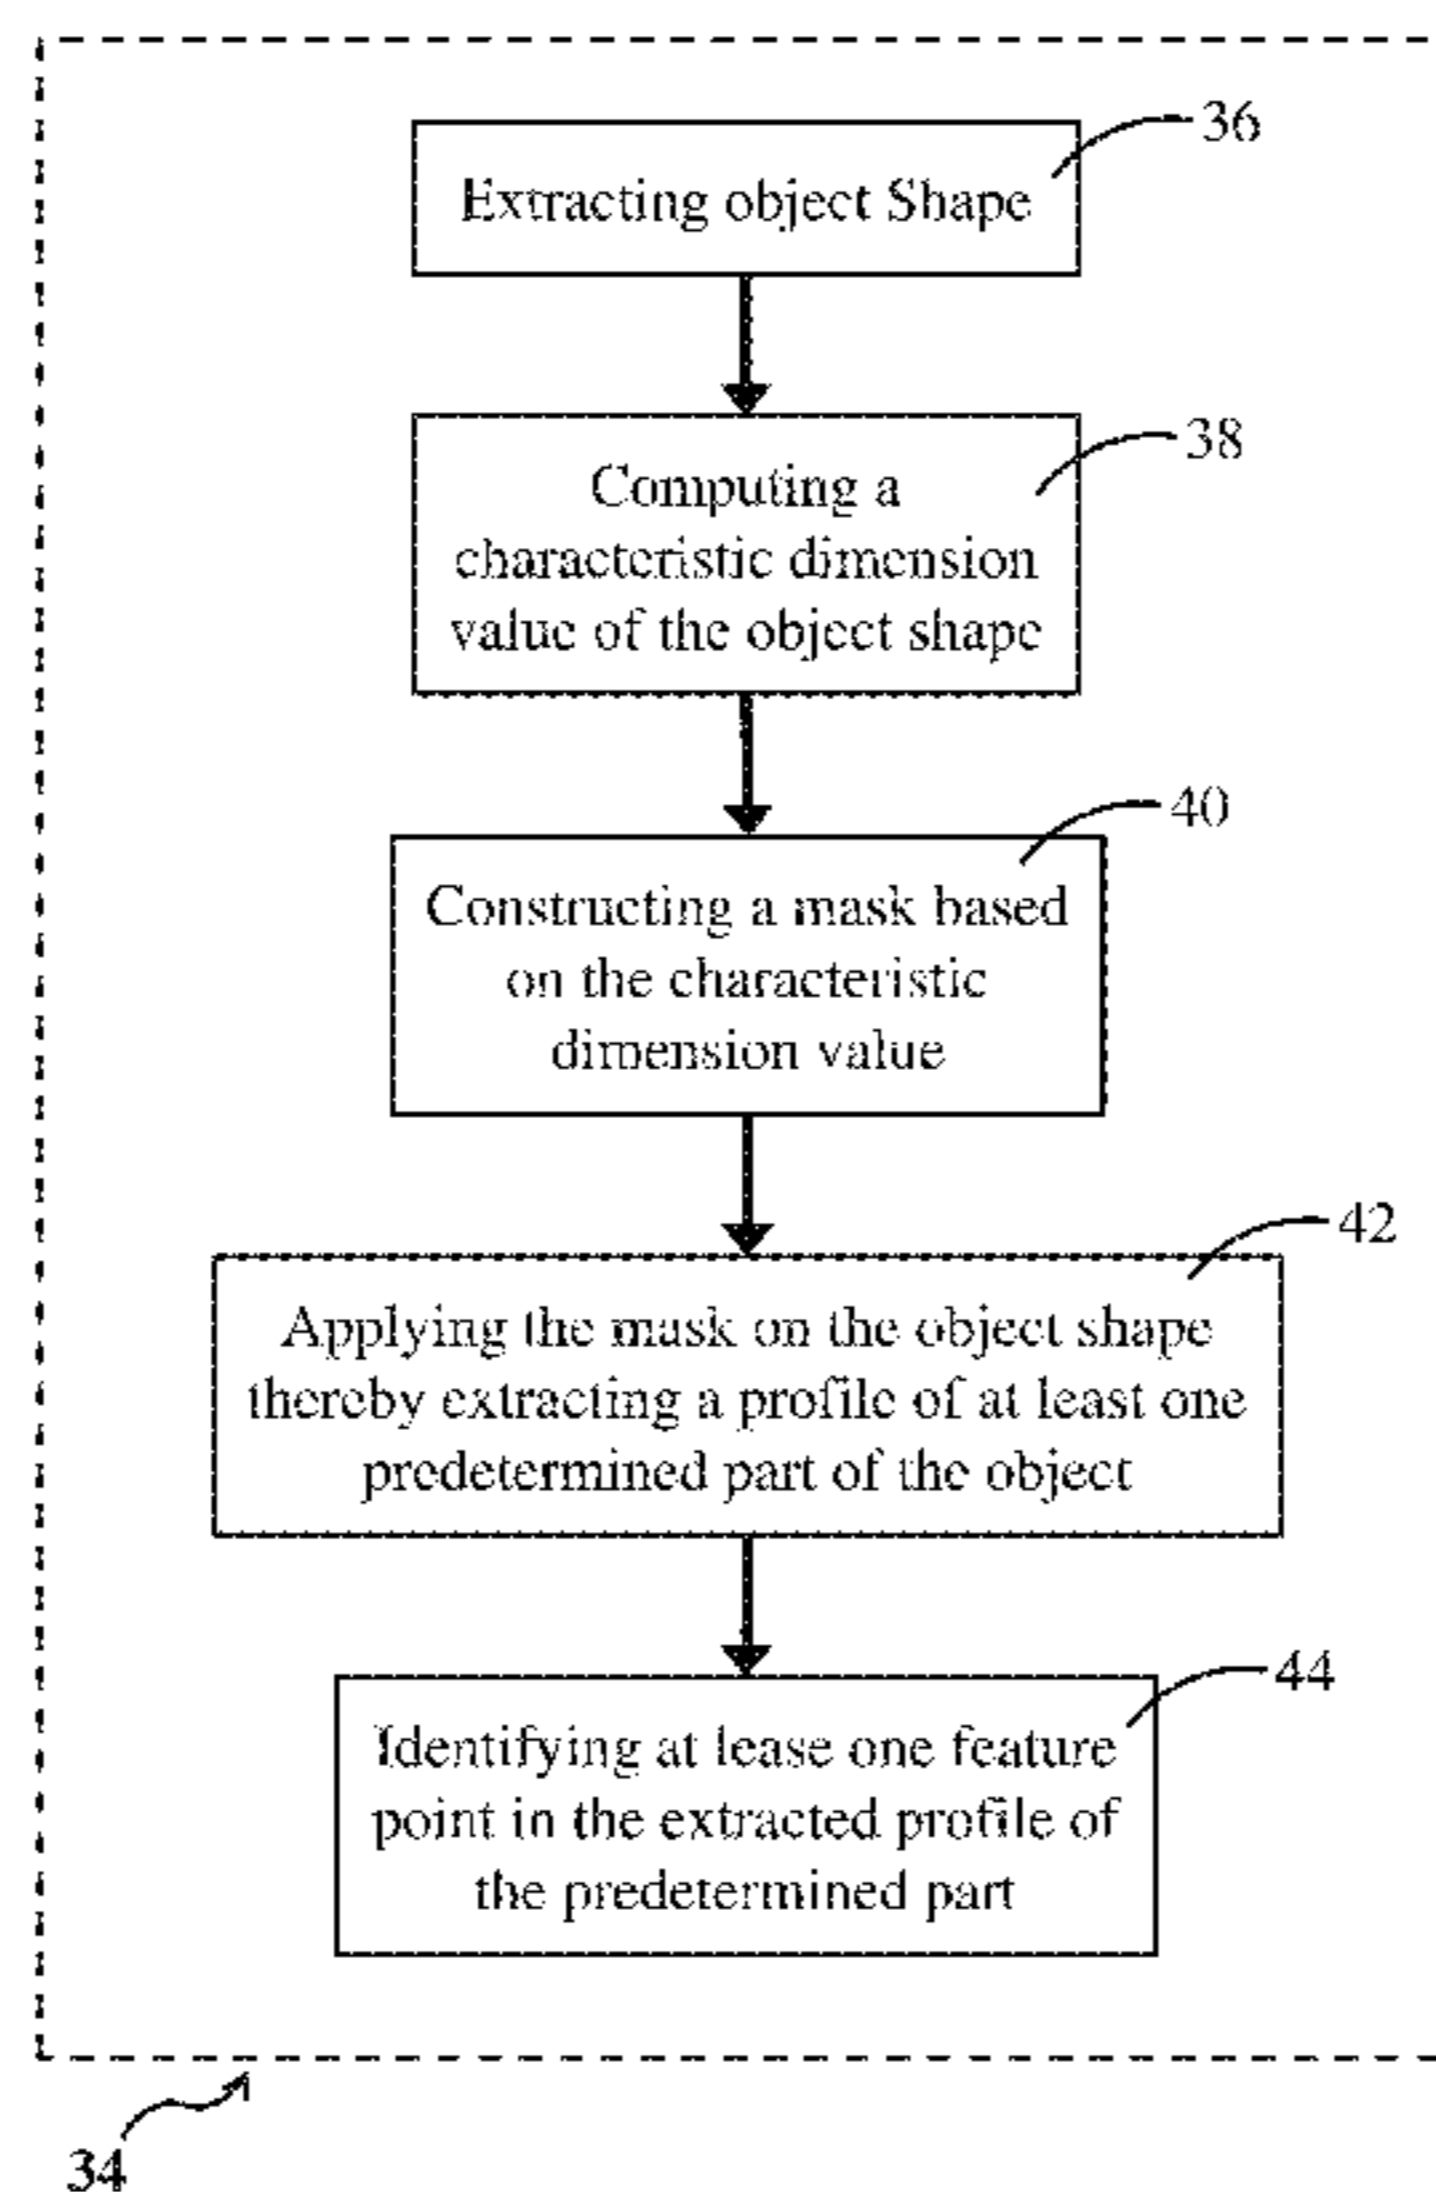 36
Extracting object Shape
38
Computing a
characteristic dimension
value of the object shape
40
Constructing a mask based
on the characteristic
dimension value
42
Applying the mask on the object shape
thereby extracting a profile of at least one
predetermined part of the object
44
Identifying at lease one feature
point in the extracted profile of
the predetermined part
34